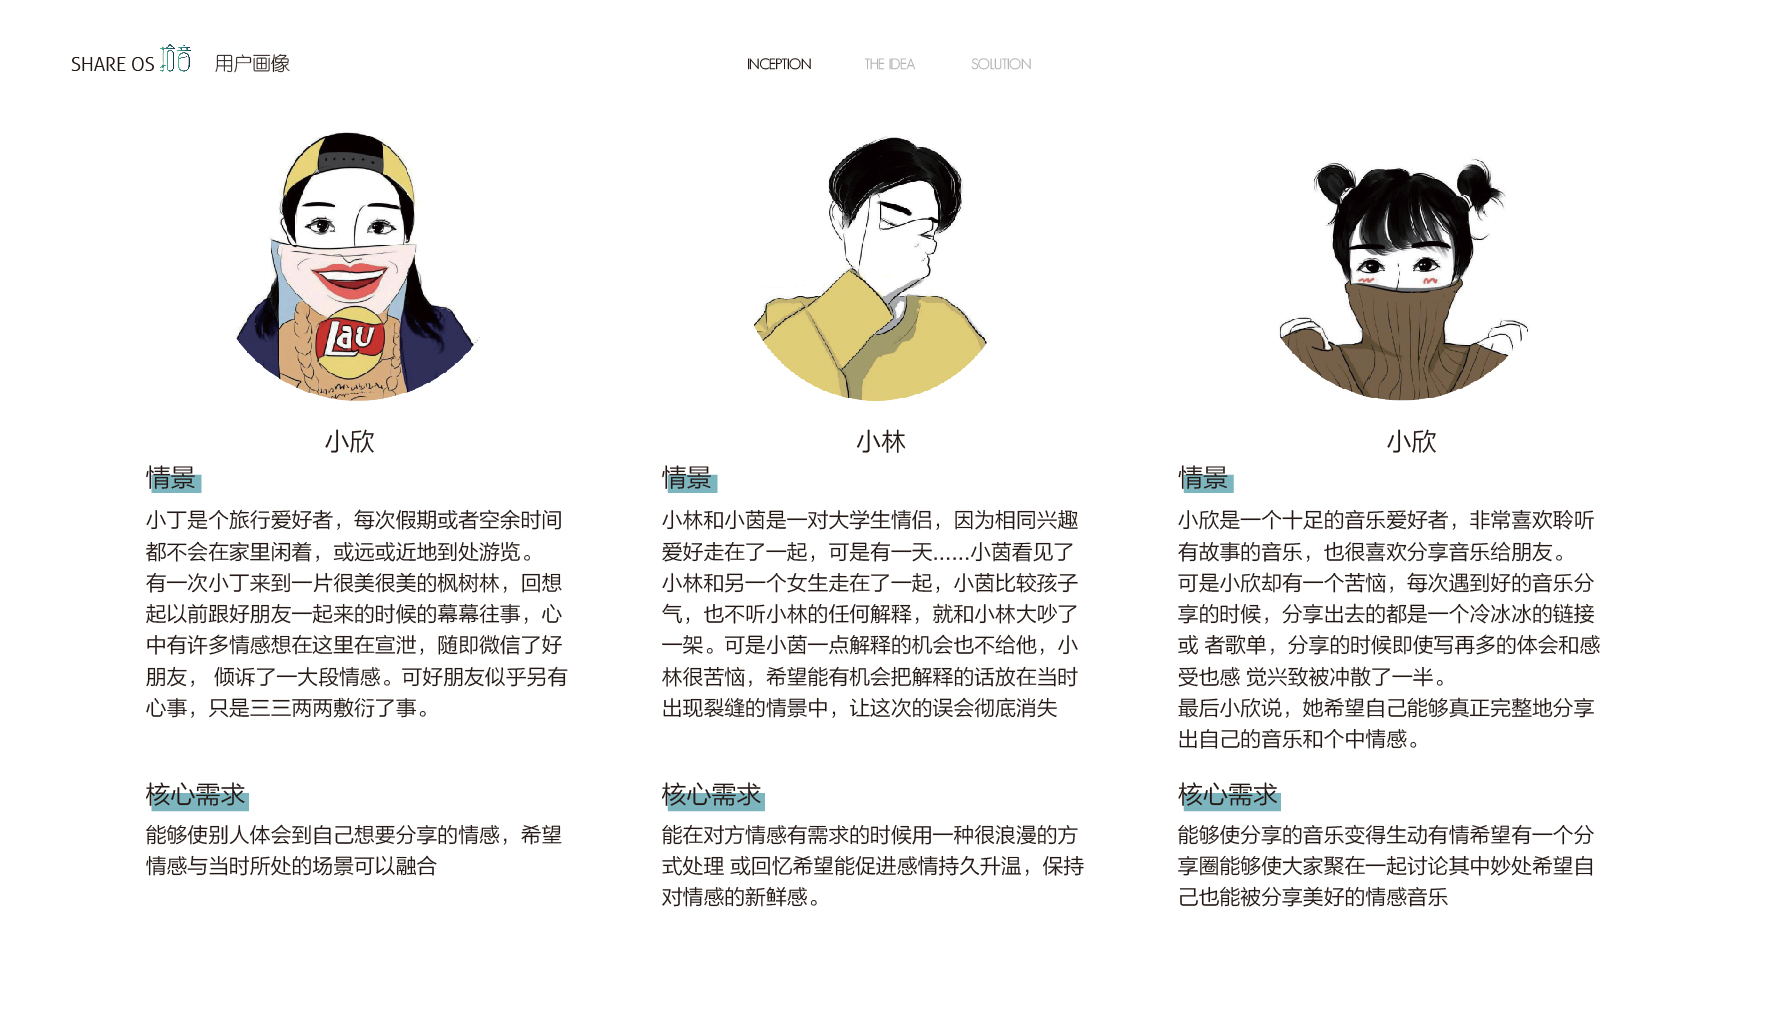 SHARE OS 拾音 用户画像
INCEPTION THE IDEA SOLUTION
Lay
小欣
情景
小丁是个旅行爱好者，每次假期或者空余时间
都不会在家里闲着，或远或近地到处游览。
有一次小丁来到一片很美很美的枫树林，回想
起以前跟好朋友一起来的时候的幕幕往事，心
中有许多情感想在这里在宣泄，随即微信了好
朋友， 倾诉了一大段情感。可好朋友似乎另有
心事，只是三三两两敷衍了事。
核心需求
能够使别人体会到自己想要分享的情感，希望
情感与当时所处的场景可以融合
小林
情景
小林和小茵是一对大学生情侣，因为相同兴趣
爱好走在了一起，可是有一天......小茵看见了
小林和另一个女生走在了一起，小茵比较孩子
气，也不听小林的任何解释，就和小林大吵了
一架。可是小茵一点解释的机会也不给他，小
林很苦恼，希望能有机会把解释的话放在当时
出现裂缝的情景中，让这次的误会彻底消失
核心需求
能在对方情感有需求的时候用一种很浪漫的方
式处理 或回忆希望能促进感情持久升温，保持
对情感的新鲜感。
小欣
情景
小欣是一个十足的音乐爱好者，非常喜欢聆听
有故事的音乐，也很喜欢分享音乐给朋友。
可是小欣却有一个苦恼，每次遇到好的音乐分
享的时候，分享出去的都是一个冷冰冰的链接
或 者歌单，分享的时候即使写再多的体会和感
受也感 觉兴致被冲散了一半。
最后小欣说，她希望自己能够真正完整地分享
出自己的音乐和个中情感。
核心需求
能够使分享的音乐变得生动有情希望有一个分
享圈能够使大家聚在一起讨论其中妙处希望自
己也能被分享美好的情感音乐